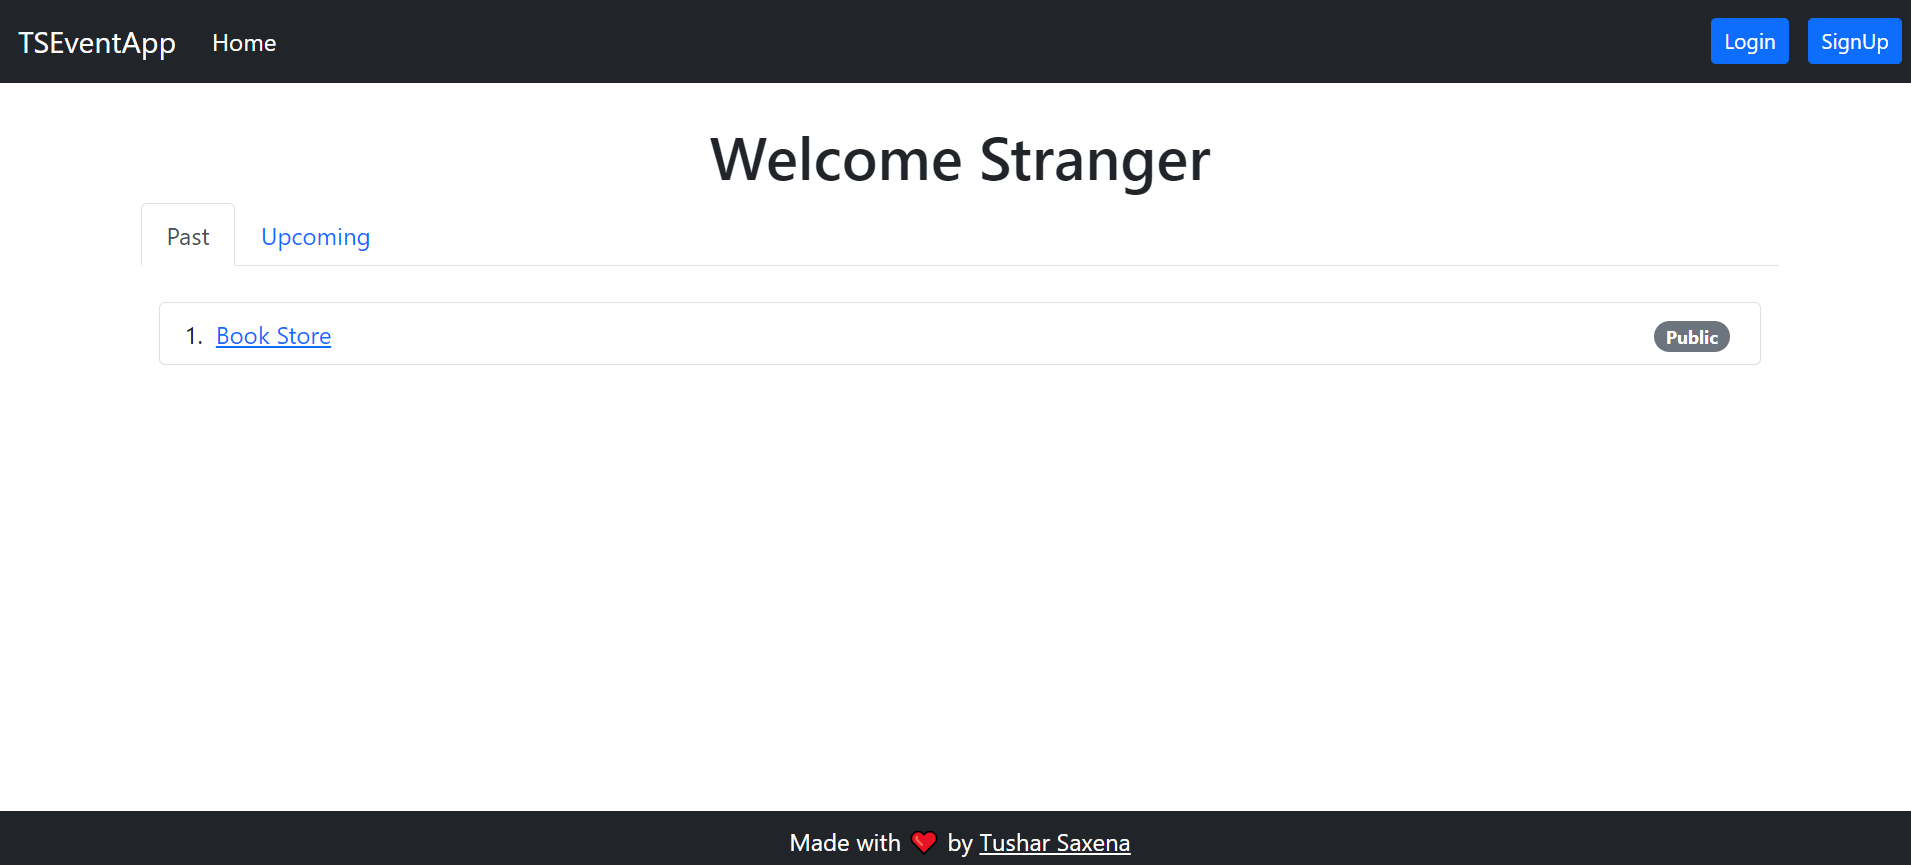 TSEventApp Home Login SignUp
Welcome Stranger
Past Upcoming
1. Book Store Public
Made with ❤️ by Tushar Saxena